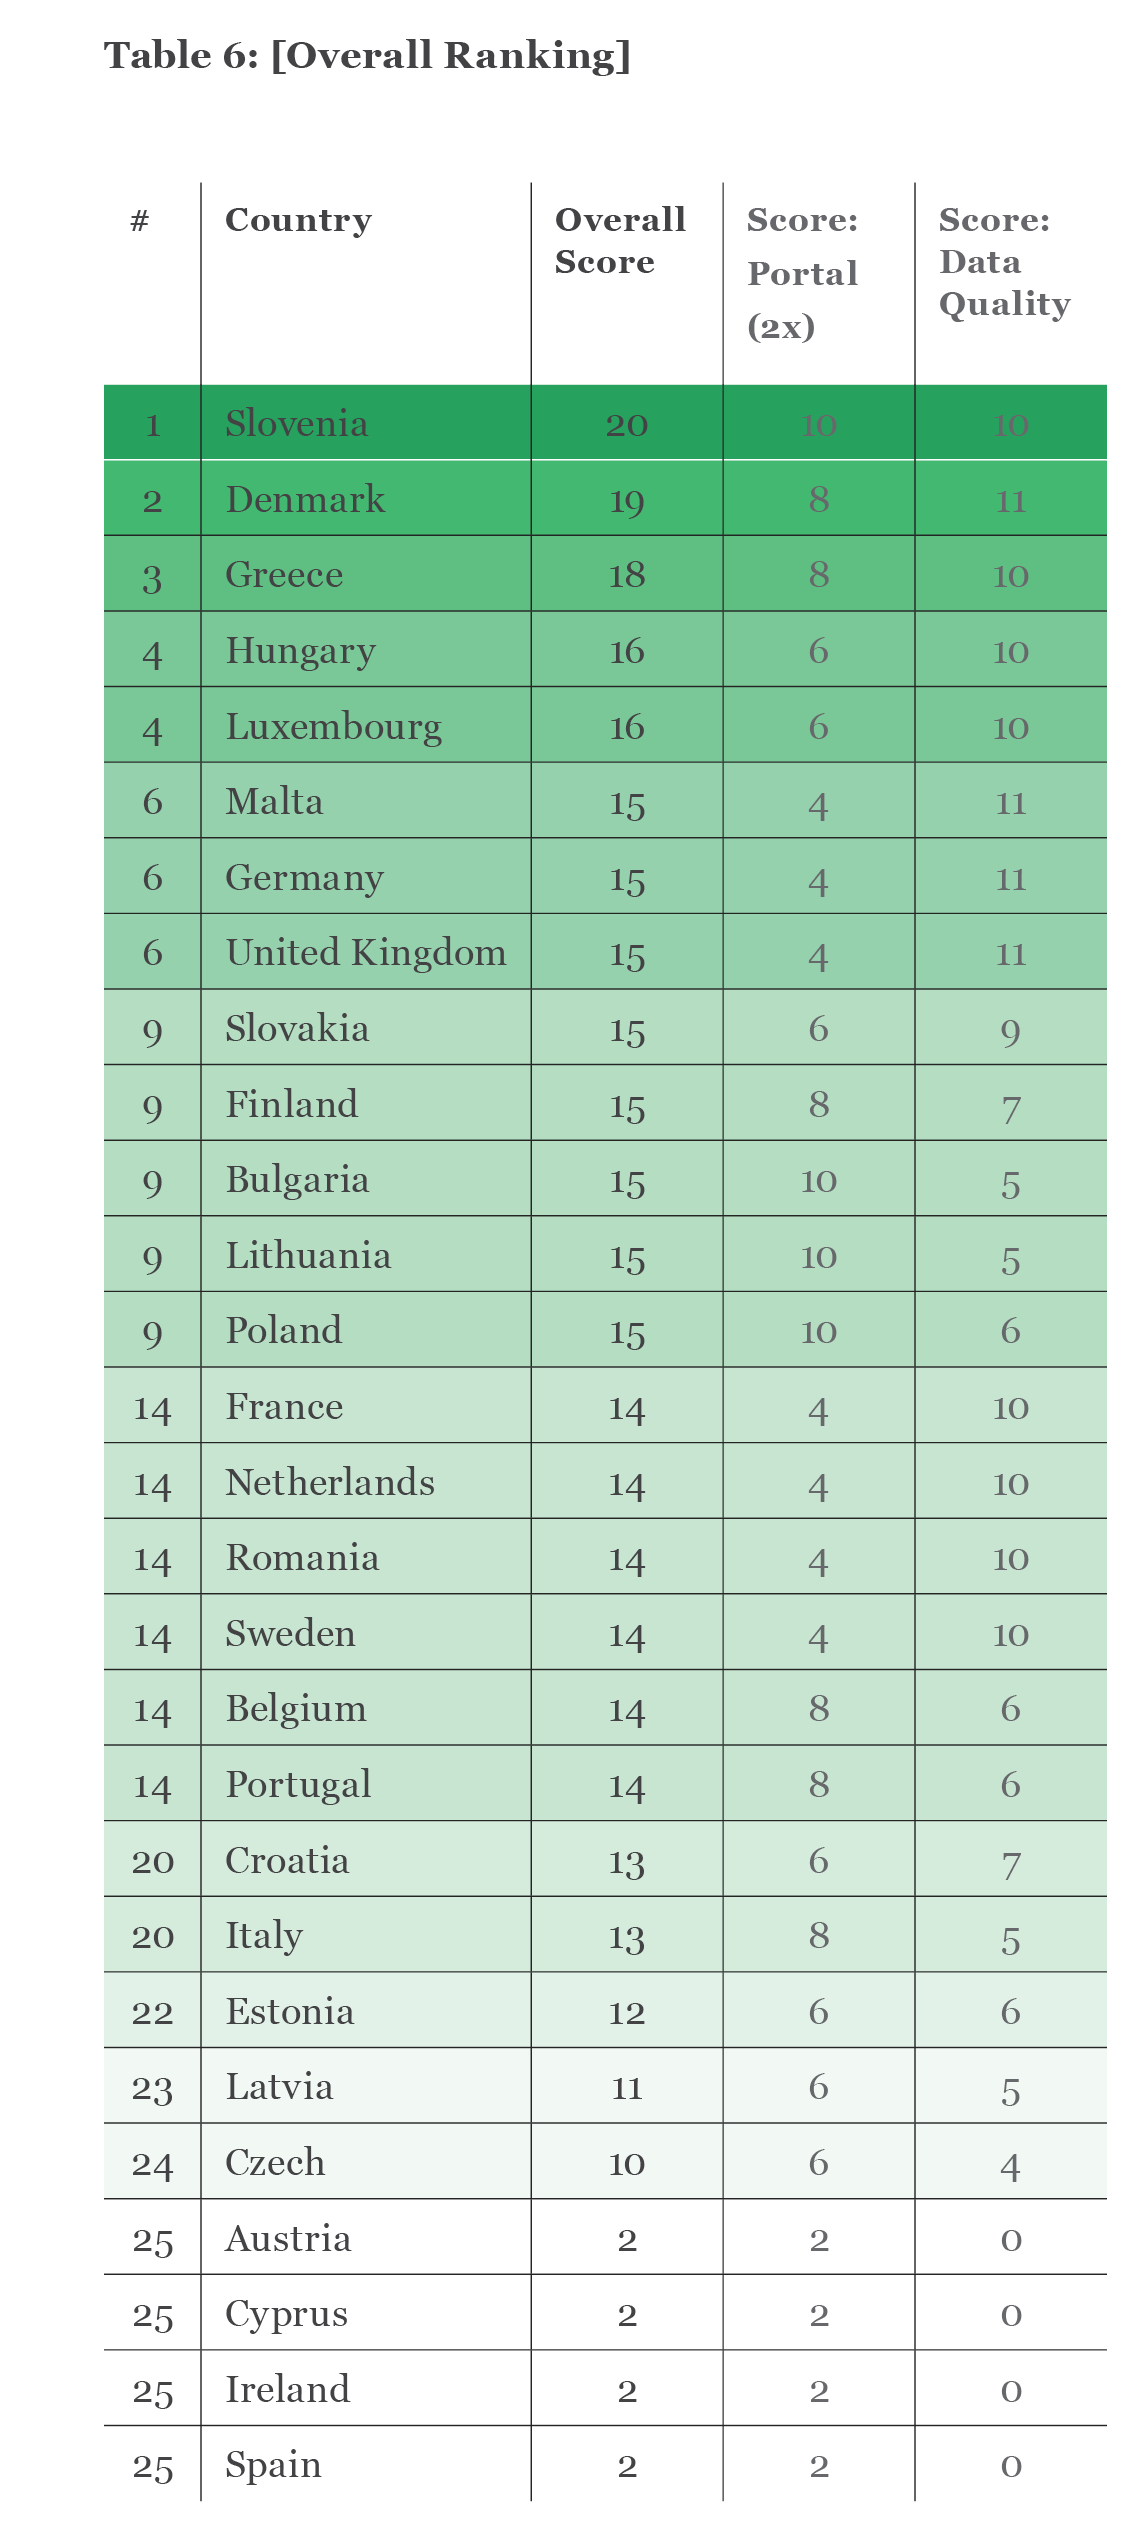 Table 6: [Overall Ranking]
# Country Overall Score Score: Portal (2x) Score: Data Quality
1 Slovenia 20 10 10
2 Denmark 19 8 11
3 Greece 18 8 10
4 Hungary 16 6 10
4 Luxembourg 16 6 10
6 Malta 15 4 11
6 Germany 15 4 11
6 United Kingdom 15 4 11
9 Slovakia 15 6 9
9 Finland 15 8 7
9 Bulgaria 15 10 5
9 Lithuania 15 10 5
9 Poland 15 10 6
14 France 14 4 10
14 Netherlands 14 4 10
14 Romania 14 4 10
14 Sweden 14 4 10
14 Belgium 14 8 6
14 Portugal 14 8 6
20 Croatia 13 6 7
20 Italy 13 8 5
22 Estonia 12 6 6
23 Latvia 11 6 5
24 Czech 10 6 4
25 Austria 2 2 0
25 Cyprus 2 2 0
25 Ireland 2 2 0
25 Spain 2 2 0